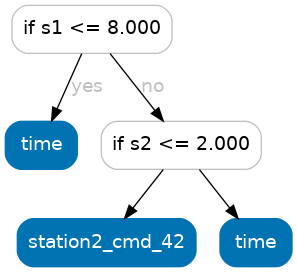 if s1 <= 8.000
yes
no
time
if s2 <= 2.000
station2_cmd_42
time